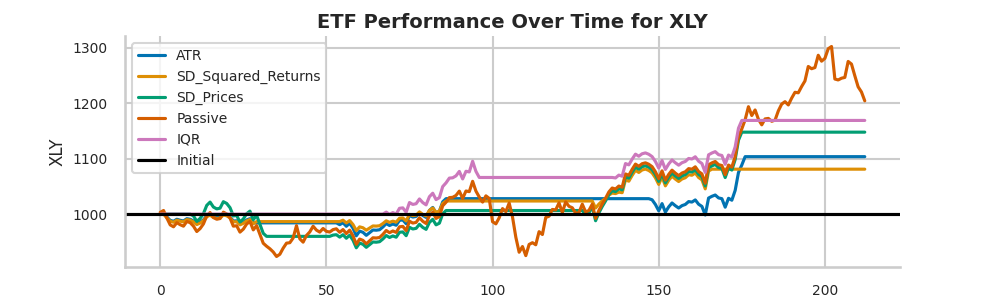 ETF Performance Over Time for XLY
1300
1200
1100
1000
XLY
ATR
SD_Squared_Returns
SD_Prices
Passive
IQR
Initial
0 50 100 150 200